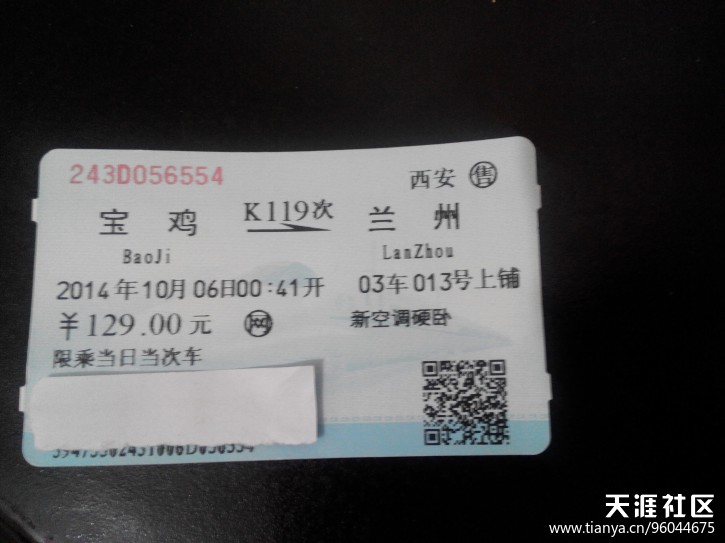 243D056554 西安 售
宝鸡 K119次 兰州
BaoJi LanZhou
2014年10月06日00:41开 03车013号上铺
￥129.00元 网 新空调硬卧
限乘当日当次车
天涯社区
www.tianya.cn/96044675